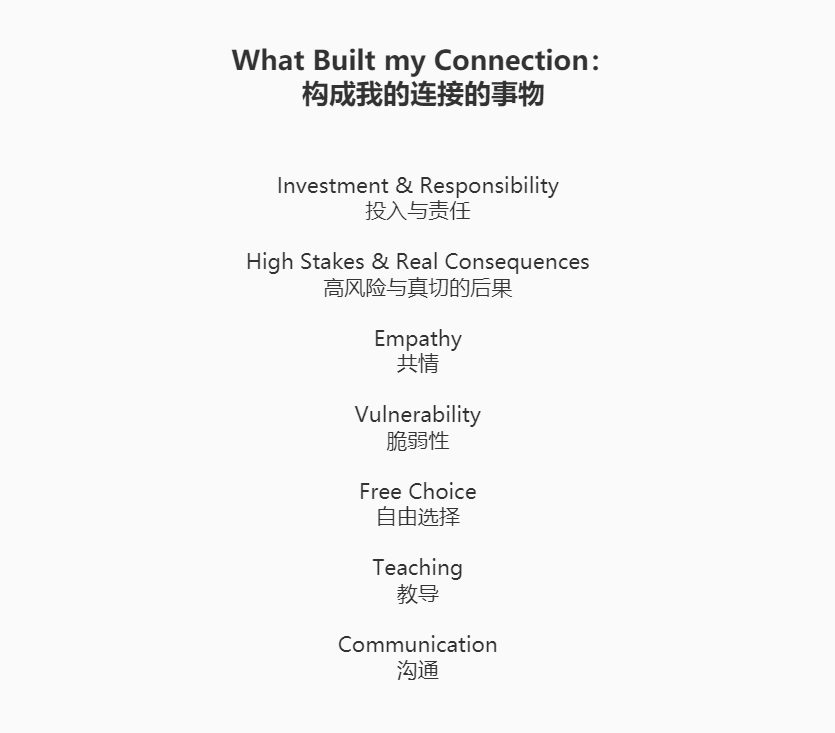 What Built my Connection：
构成我的连接的事物
Investment & Responsibility
投入与责任
High Stakes & Real Consequences
高风险与真切的后果
Empathy
共情
Vulnerability
脆弱性
Free Choice
自由选择
Teaching
教导
Communication
沟通